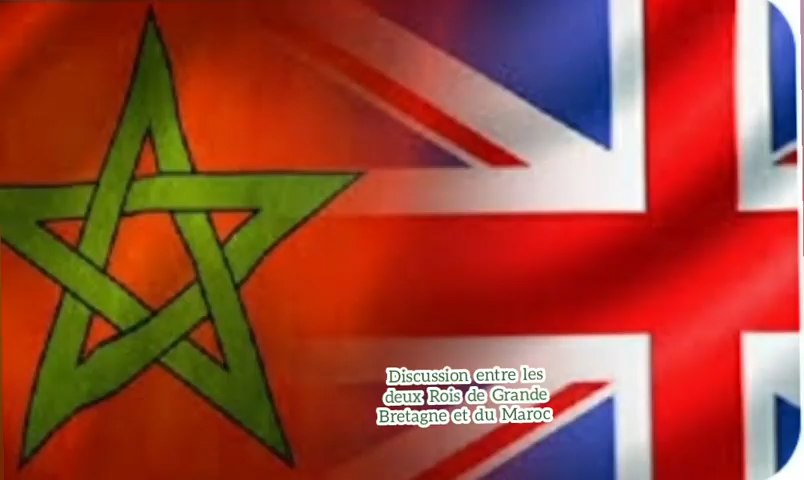 Discussion entre les
deux Rois de Grande
Bretagne et du Maroc